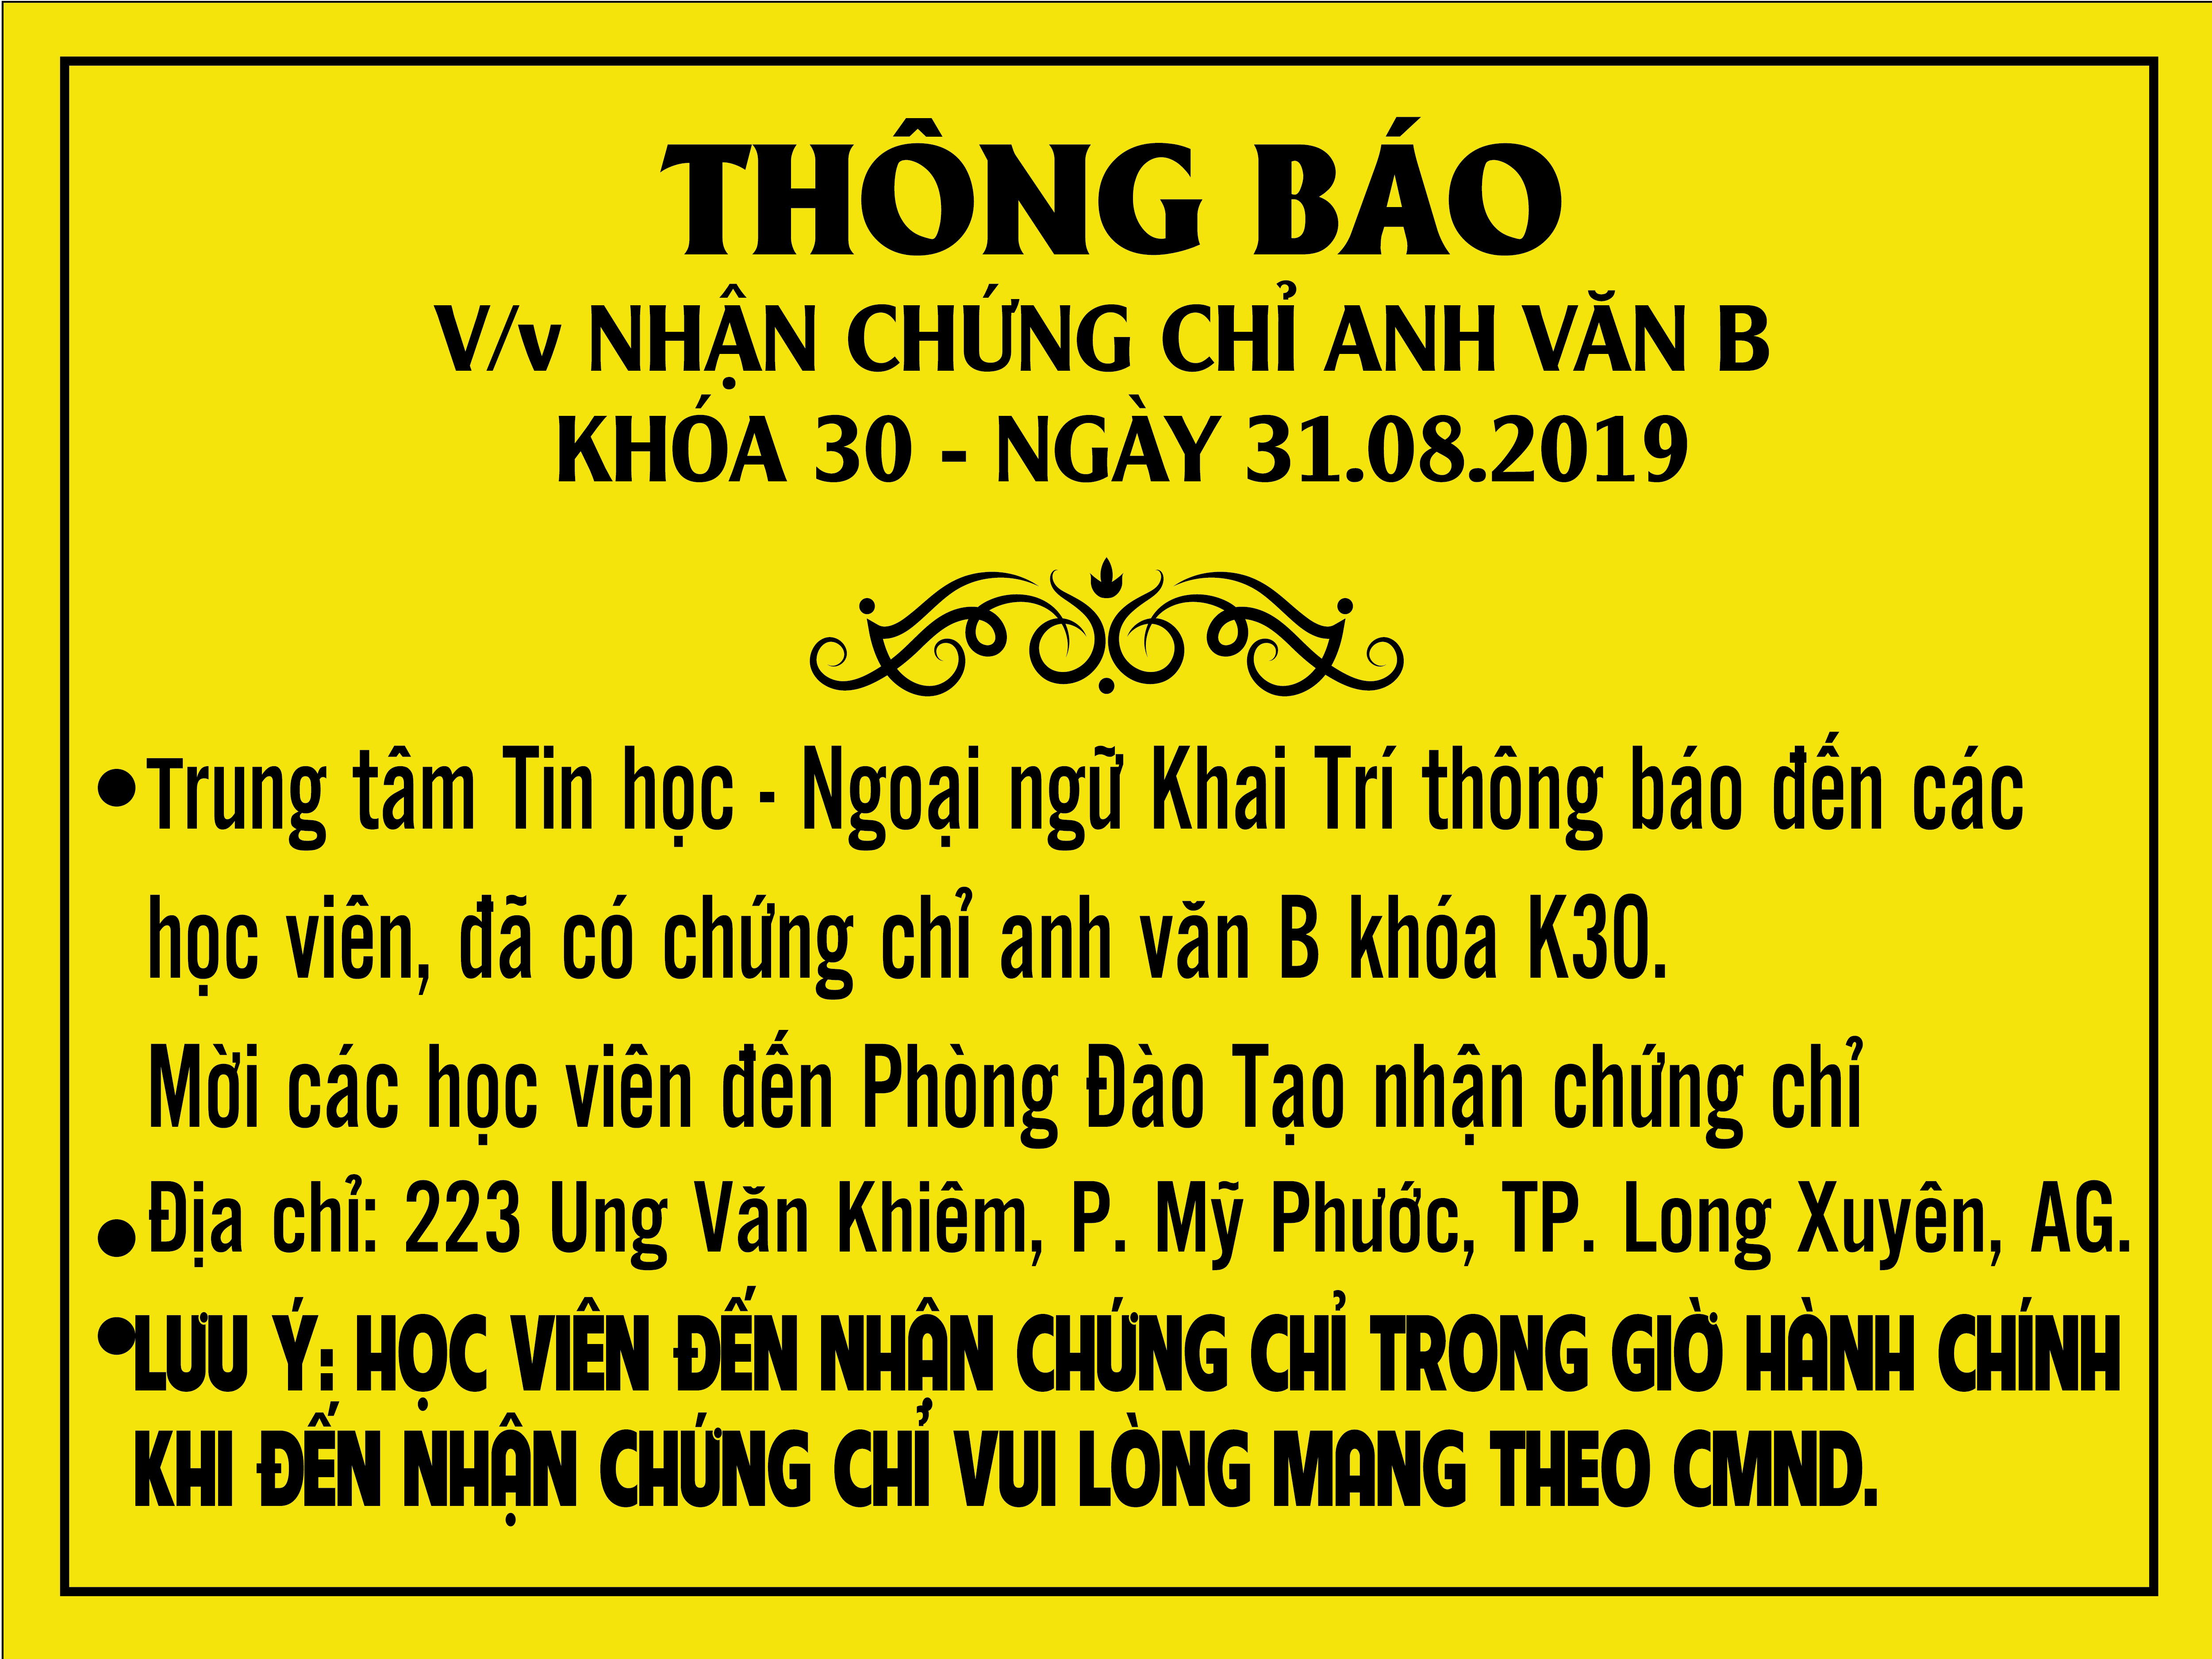 THÔNG BÁO
V/v NHẬN CHỨNG CHỈ ANH VĂN B
KHÓA 30 - NGÀY 31.08.2019
• Trung tâm Tin học - Ngoại ngữ Khai Trí thông báo đến các
học viên, đã có chứng chỉ anh văn B khóa K30.
Mời các học viên đến Phòng Đào Tạo nhận chứng chỉ
• Địa chỉ: 223 Ung Văn Khiêm, P. Mỹ Phước, TP. Long Xuyên, AG.
• LƯU Ý: HỌC VIÊN ĐẾN NHẬN CHỨNG CHỈ TRONG GIỜ HÀNH CHÍNH
KHI ĐẾN NHẬN CHỨNG CHỈ VUI LÒNG MANG THEO CMND.